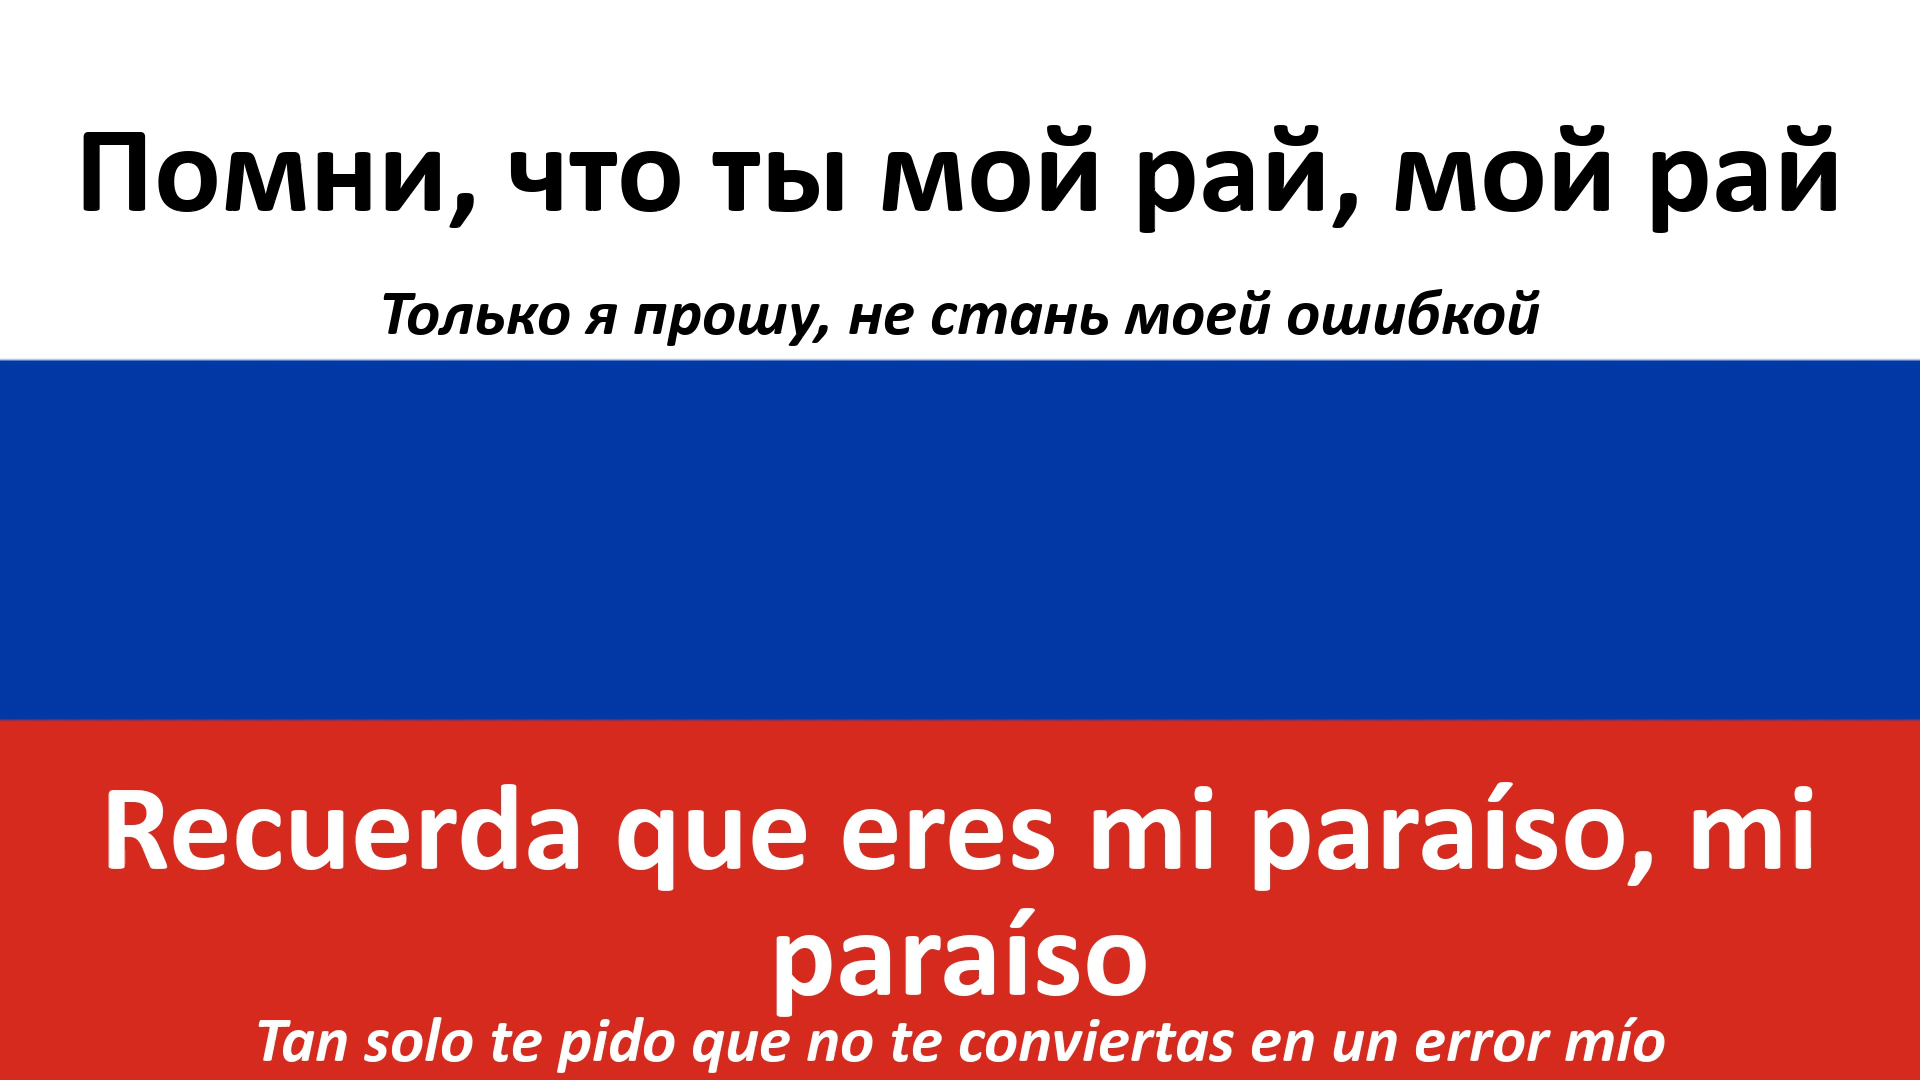 Помни, что ты мой рай, мой рай
Только я прошу, не стань моей ошибкой
Recuerda que eres mi paraíso, mi
paraíso
Tan solo te pido que no te conviertas en un error mío